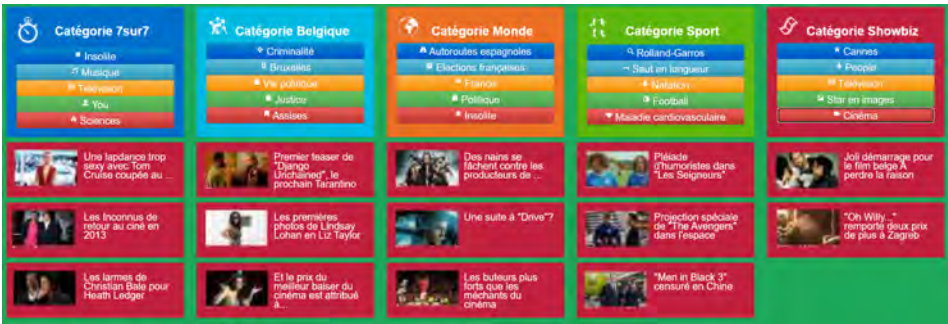 Catégorie 7sur7
Insolite
Musique
Télévision
You
Sciences
Catégorie Belgique
Criminalité
Bruxelles
Vie politique
Justice
Assises
Catégorie Monde
Autoroutes espagnoles
Elections françaises
France
Politique
Insolite
Catégorie Sport
Rolland-Garros
Saut en longueur
Natation
Football
Maladie cardiovasculaire
Catégorie Showbiz
Cannes
People
Télévision
Star en images
Cinéma
Une lapdance trop
sexy avec Tom
Cruise coupée au ...
Premier teaser de
"Django
Unchained", le
prochain Tarantino
Des nains se
fâchent contre les
producteurs de ...
Pléiade
d'humoristes dans
"Les Seigneurs"
Joli démarrage pour
le film belge À
perdre la raison
Les Inconnus de
retour au ciné en
2013
Les premières
photos de Lindsay
Lohan en Liz Taylor
Une suite à "Drive"?
Projection spéciale
de "The Avengers"
dans l'espace
"Oh Willy..."
remporte deux prix
de plus à Zagreb
Les larmes de
Christian Bale pour
Heath Ledger
Et le prix du
meilleur baiser du
cinéma est attribué
à...
Les buteurs plus
forts que les
méchants du
cinéma
"Men in Black 3"
censuré en Chine